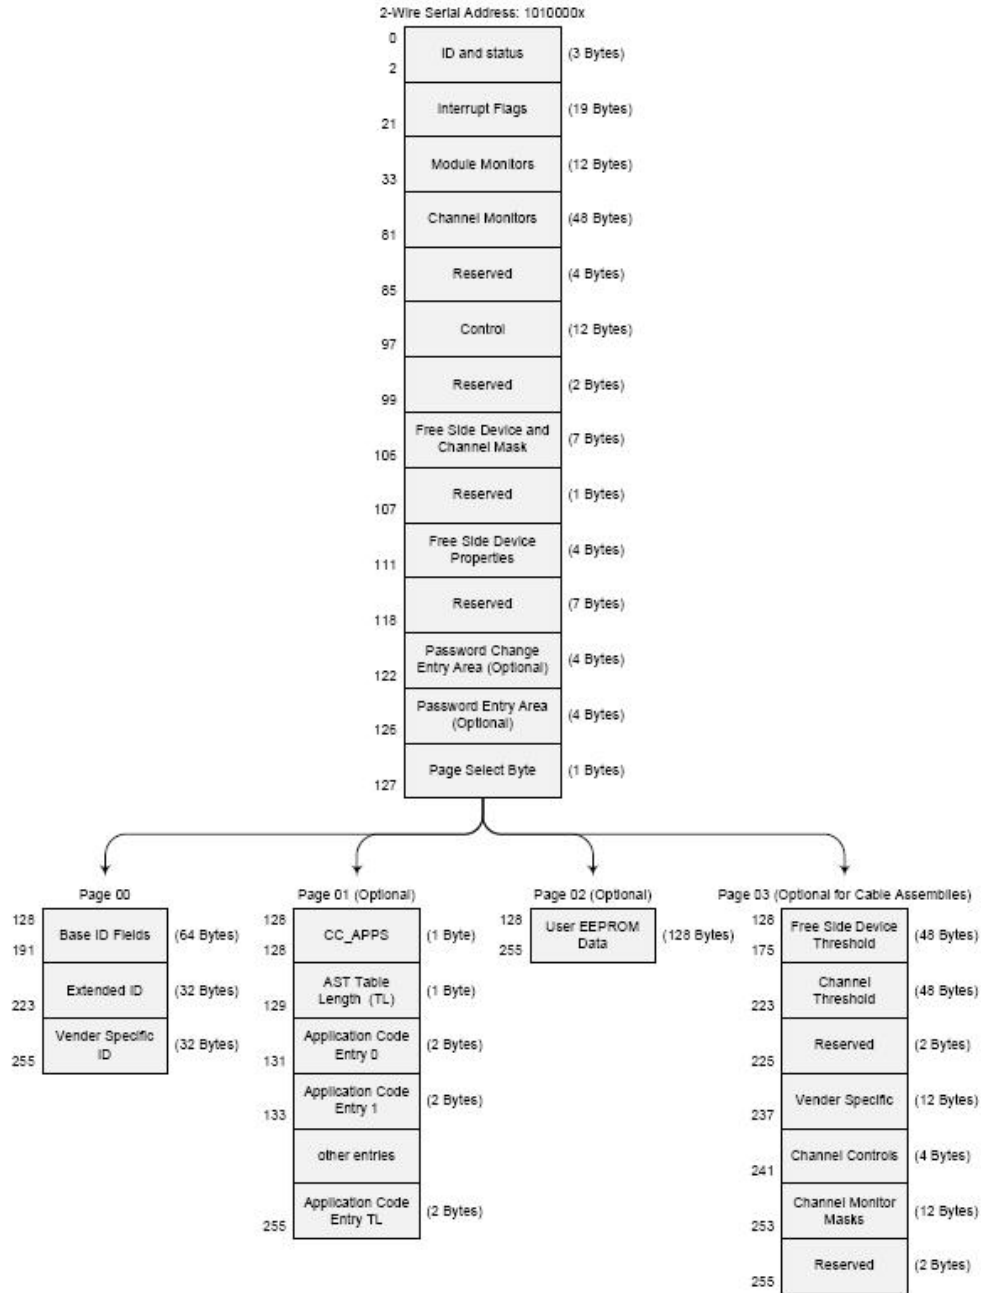 2-Wire Serial Address: 1010000x
0
ID and status
(3 Bytes)
2
Interrupt Flags
(19 Bytes)
21
Module Monitors
(12 Bytes)
33
Channel Monitors
(48 Bytes)
81
Reserved
(4 Bytes)
85
Control
(12 Bytes)
97
Reserved
(2 Bytes)
99
Free Side Device and
Channel Mask
(7 Bytes)
106
Reserved
(1 Bytes)
107
Free Side Device
Properties
(4 Bytes)
111
Reserved
(7 Bytes)
118
Password Change
Entry Area (Optional)
(4 Bytes)
122
Password Entry Area
(Optional)
(4 Bytes)
126
Page Select Byte
(1 Bytes)
127
Page 00
128
Base ID Fields
(64 Bytes)
191
Extended ID
(32 Bytes)
223
Vender Specific
ID
(32 Bytes)
255
Page 01 (Optional)
128
CC_APPS
(1 Byte)
128
AST Table
Length (TL)
(1 Byte)
129
Application Code
Entry 0
(2 Bytes)
131
Application Code
Entry 1
(2 Bytes)
133
other entries
Application Code
Entry TL
(2 Bytes)
255
Page 02 (Optional)
128
User EEPROM
Data
(128 Bytes)
255
Page 03 (Optional for Cable Assemblies)
128
Free Side Device
Threshold
(48 Bytes)
175
Channel
Threshold
(48 Bytes)
223
Reserved
(2 Bytes)
225
Vender Specific
(12 Bytes)
237
Channel Controls
(4 Bytes)
241
Channel Monitor
Masks
(12 Bytes)
253
Reserved
(2 Bytes)
255